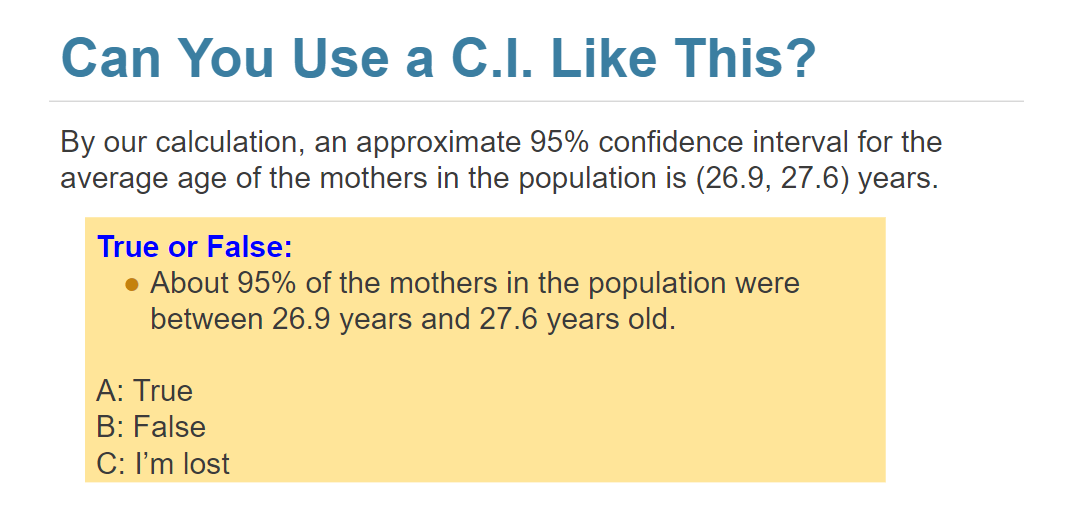 Can You Use a C.I. Like This?
By our calculation, an approximate 95% confidence interval for the
average age of the mothers in the population is (26.9, 27.6) years.
True or False:
● About 95% of the mothers in the population were
between 26.9 years and 27.6 years old.
A: True
B: False
C: I’m lost